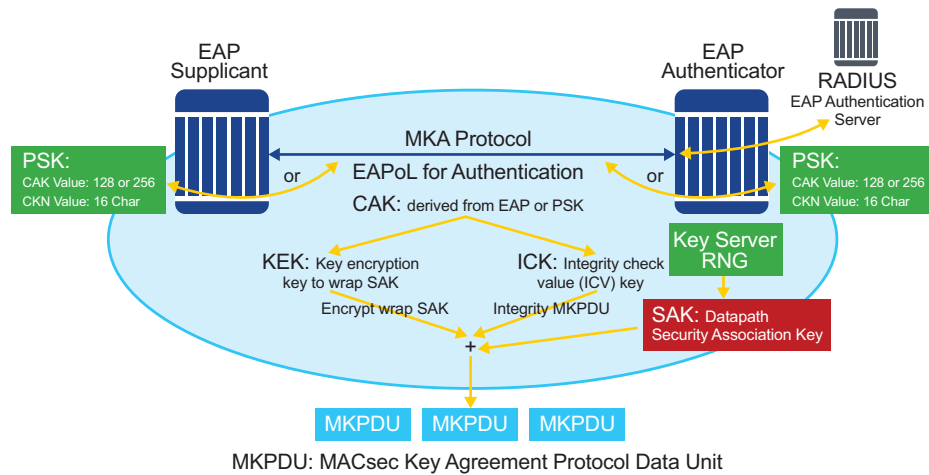 EAP
Supplicant
EAP
Authenticator
RADIUS
EAP Authentication
Server
MKA Protocol
EAPoL for Authentication
or
or
PSK:
CAK Value: 128 or 256
CKN Value: 16 Char
PSK:
CAK Value: 128 or 256
CKN Value: 16 Char
CAK: derived from EAP or PSK
KEK: Key encryption
key to wrap SAK
ICK: Integrity check
value (ICV) key
Key Server
RNG
Encrypt wrap SAK
Integrity MKPDU
SAK: Datapath
Security Association Key
+
MKPDU
MKPDU
MKPDU
MKPDU: MACsec Key Agreement Protocol Data Unit